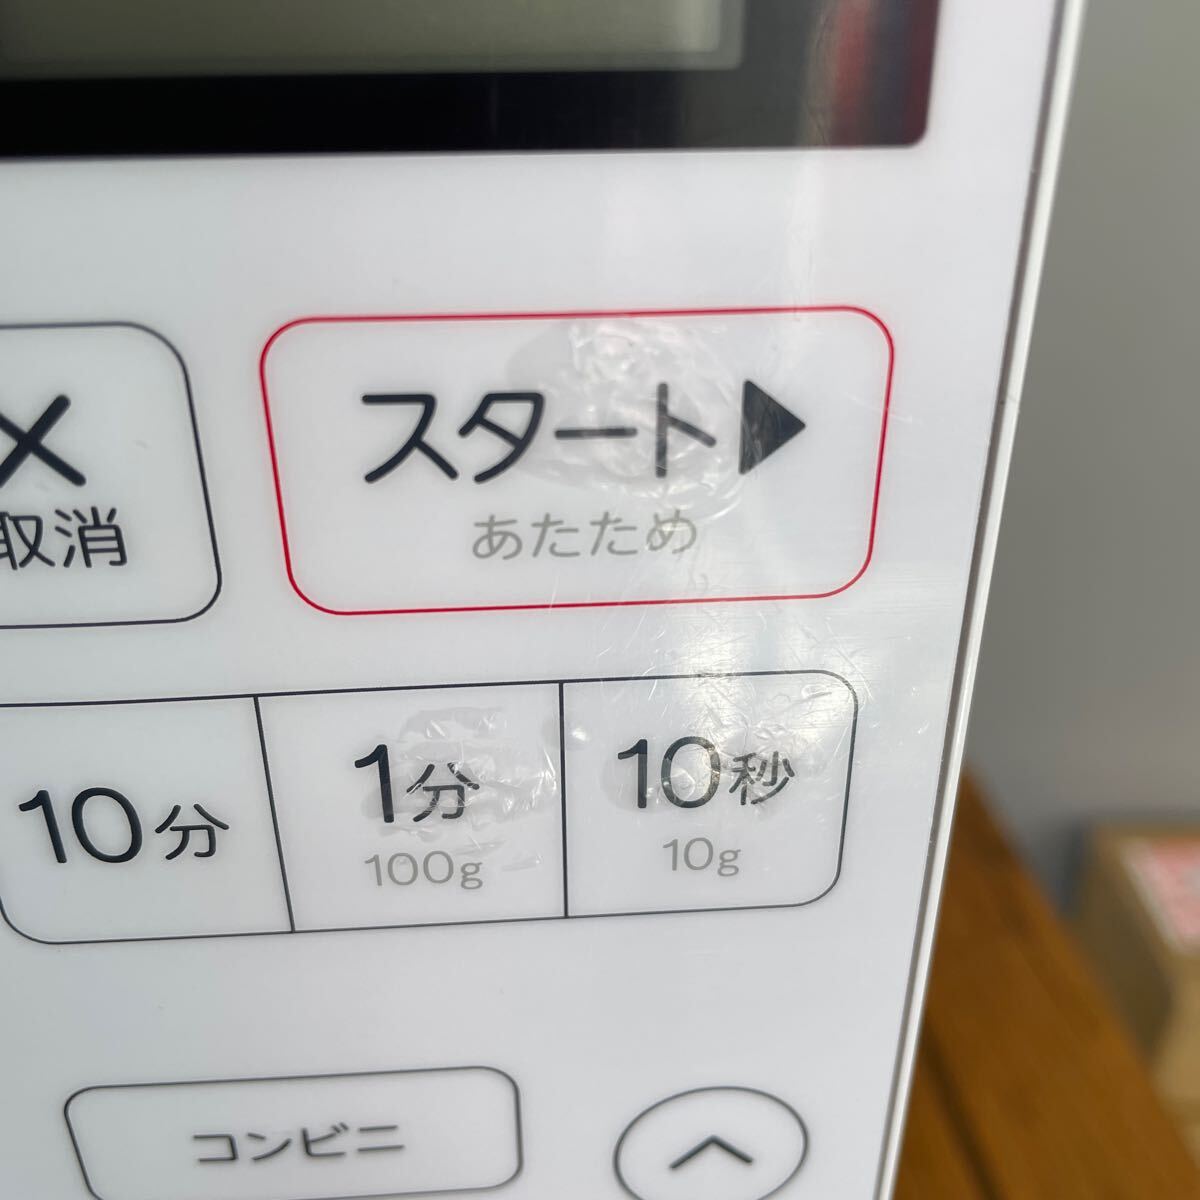 スタート▶
あたため
×
取消
10分
1分
100g
10秒
10g
コンビニ